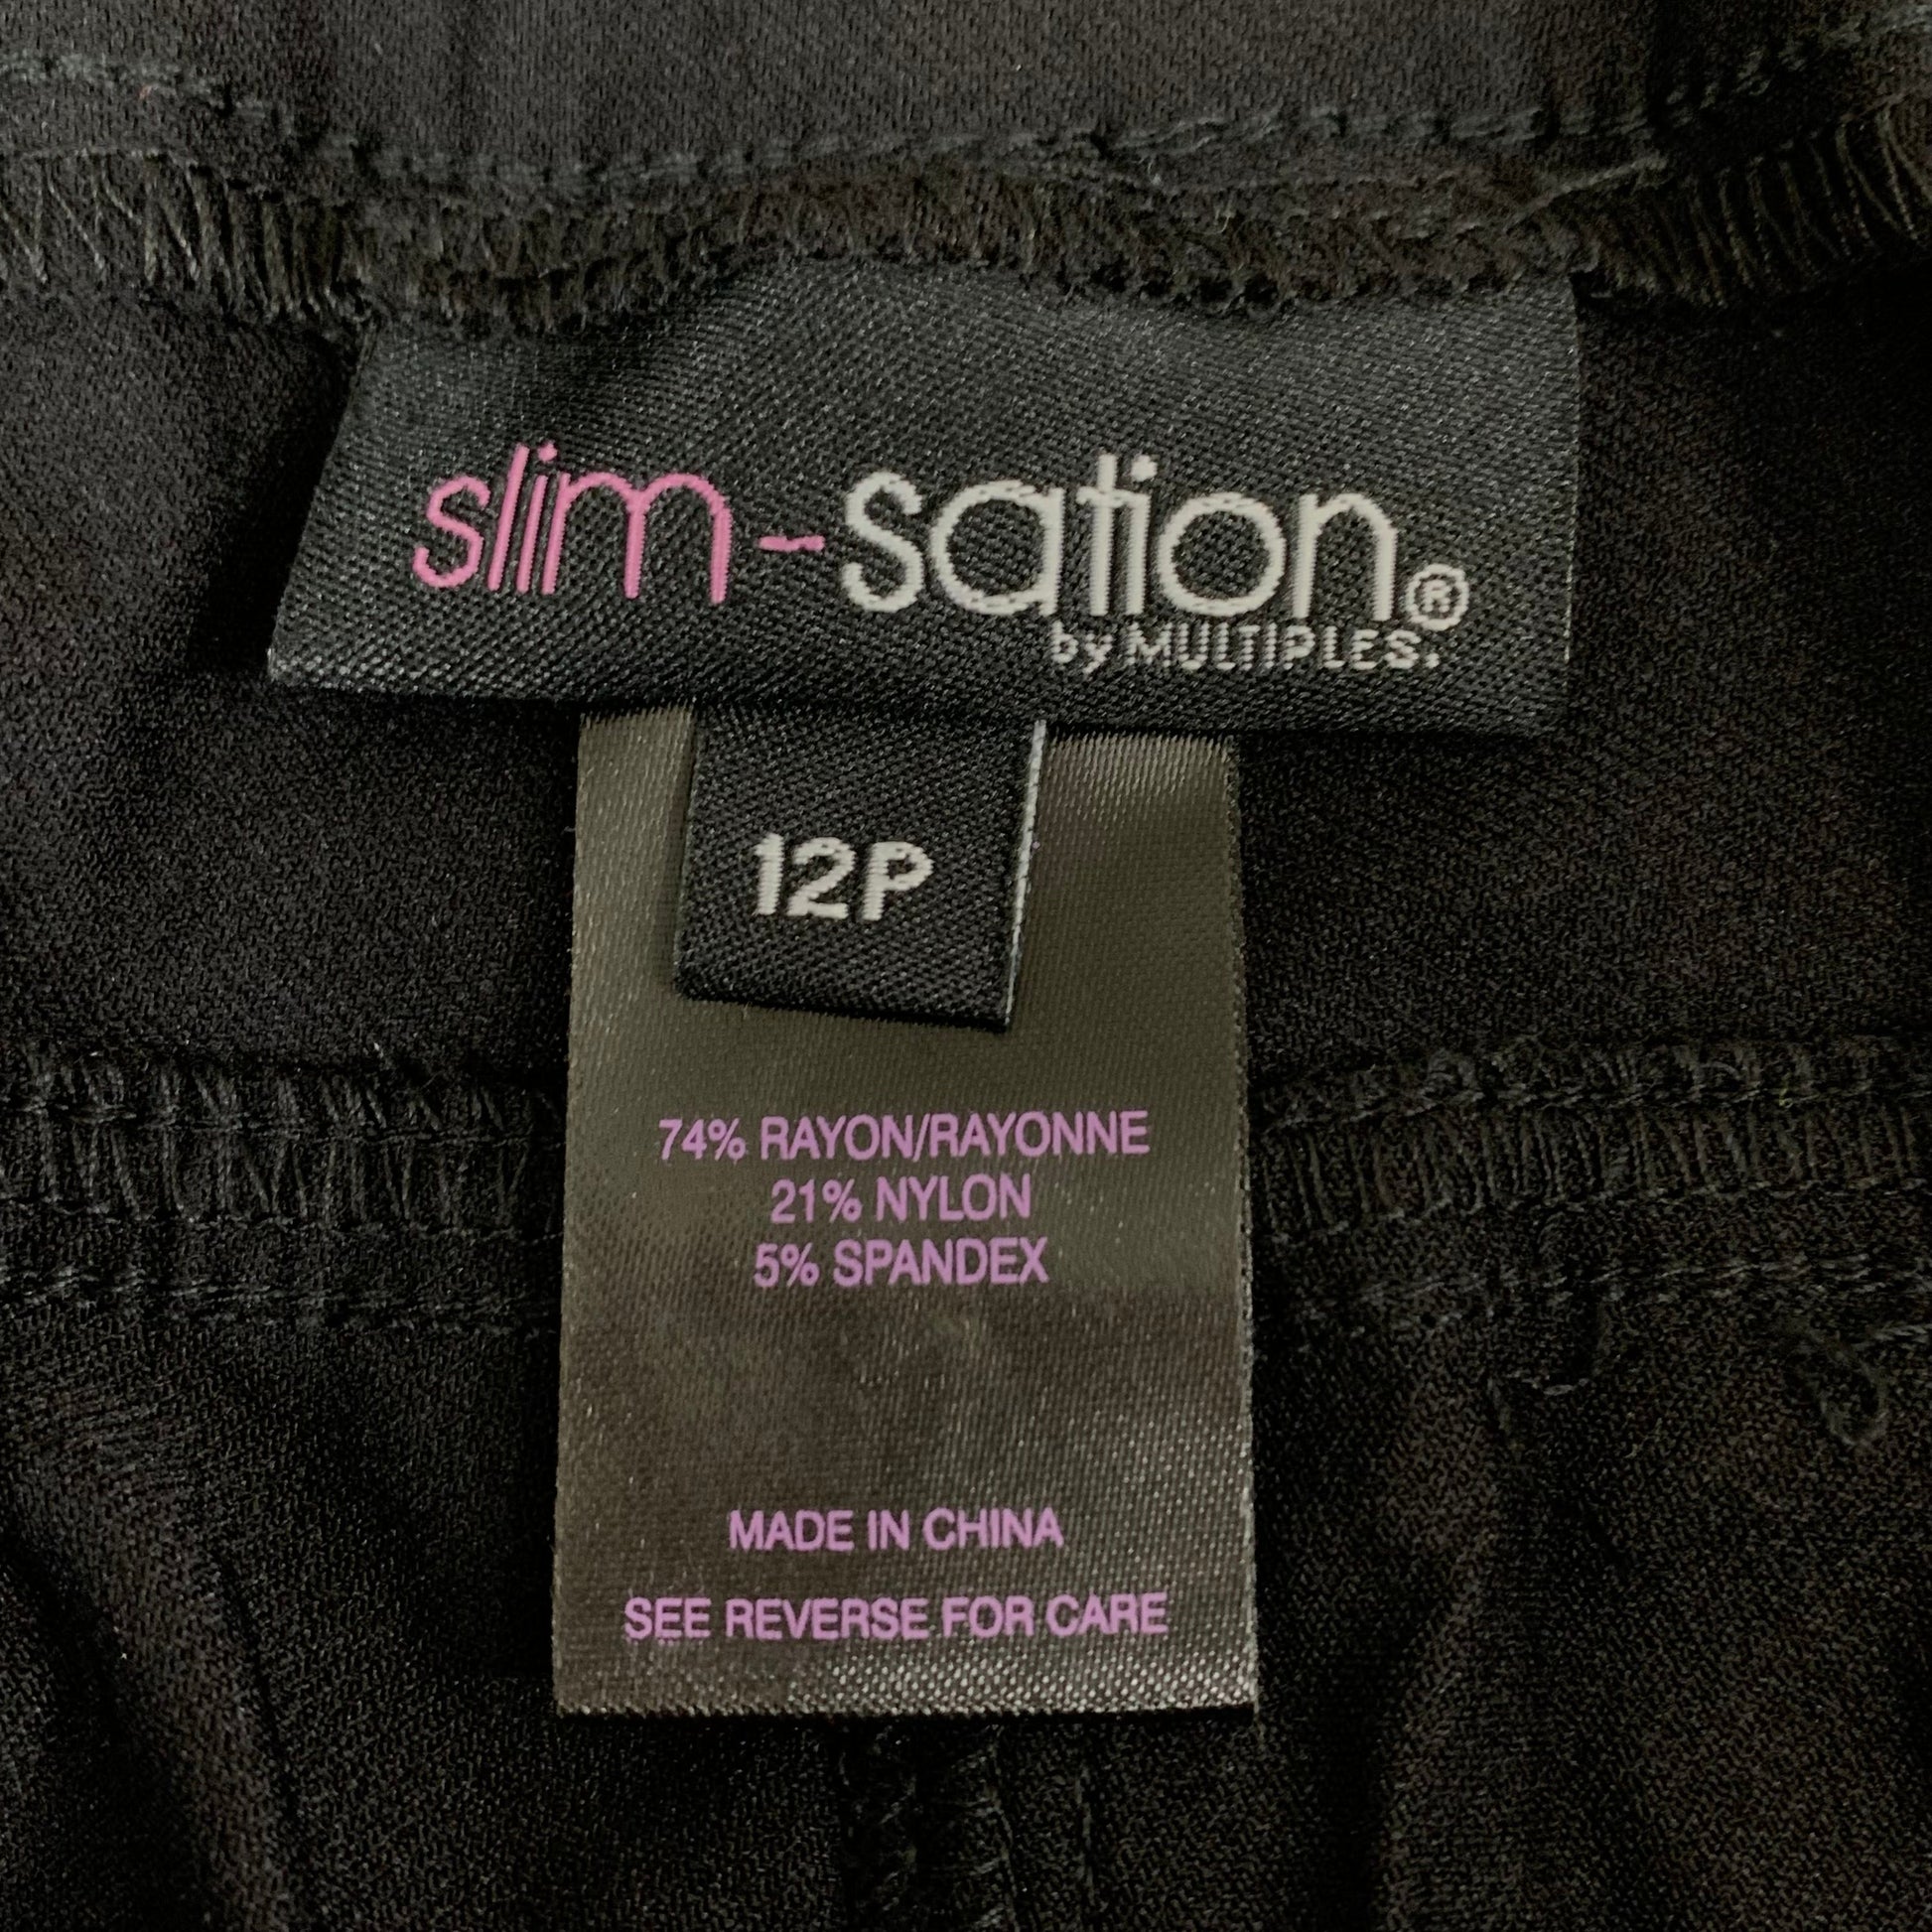 slim-sation®
by MULTIPLES.
12P
74% RAYON/RAYONNE
21% NYLON
5% SPANDEX
MADE IN CHINA
SEE REVERSE FOR CARE